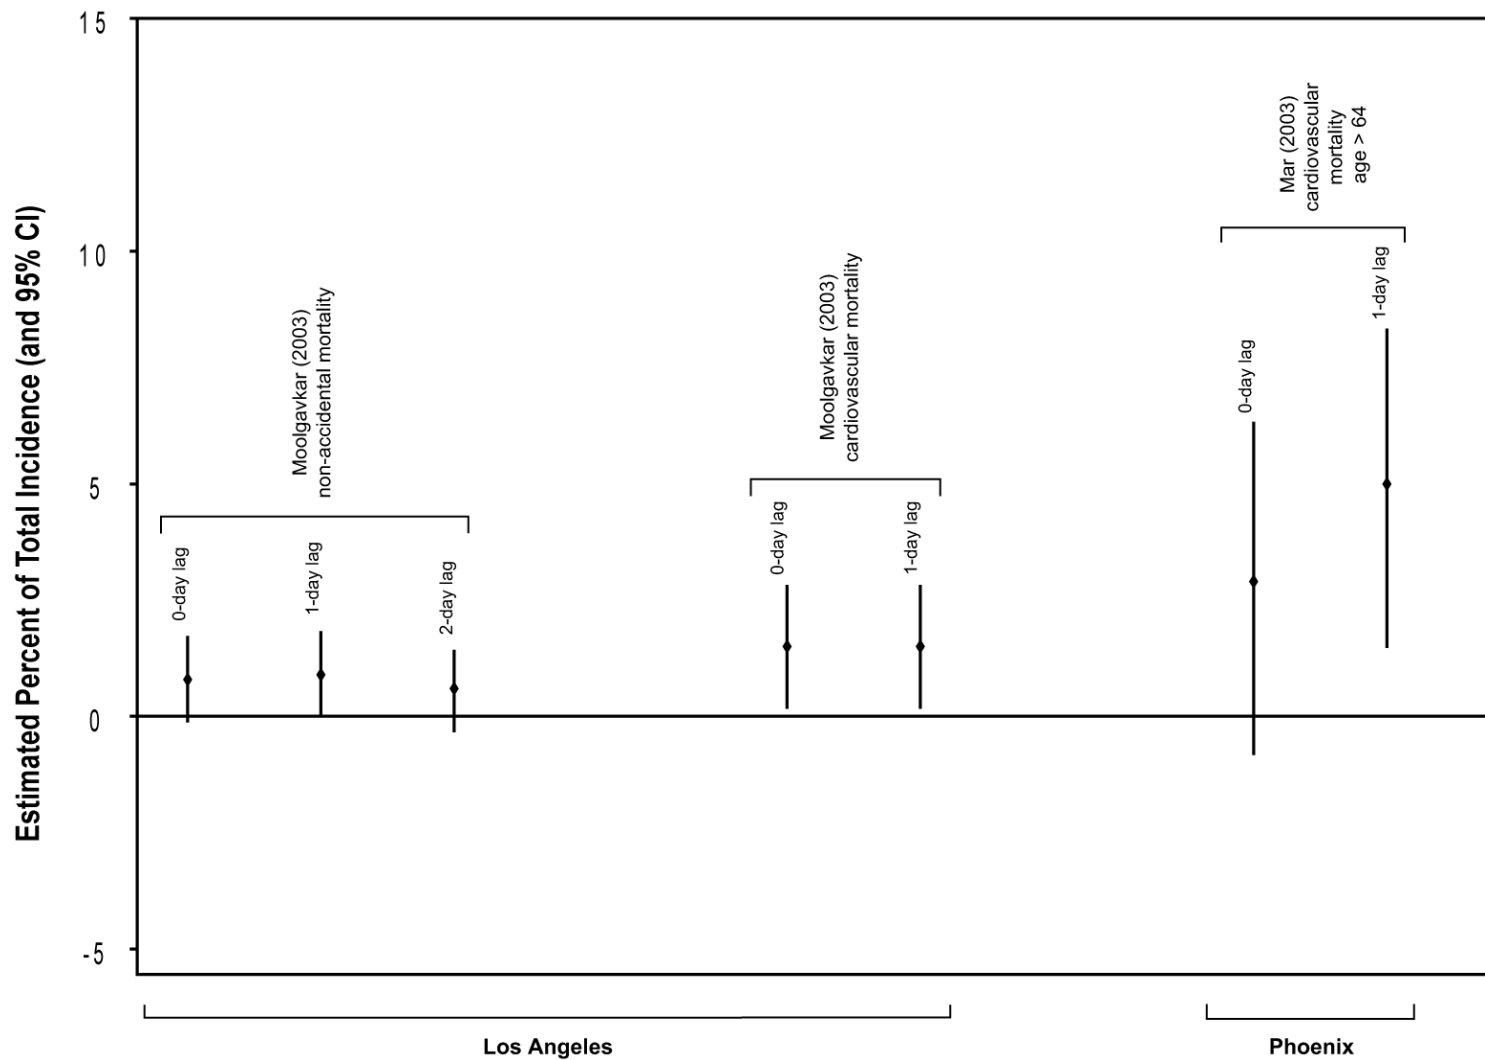 Estimated Percent of Total Incidence (and 95% CI)
15
10
5
0
-5
Moolgavkar (2003)
non-accidental mortality
0-day lag
1-day lag
2-day lag
Moolgavkar (2003)
cardiovascular mortality
0-day lag
1-day lag
Mar (2003)
cardiovascular
mortality
age > 64
0-day lag
1-day lag
Los Angeles
Phoenix